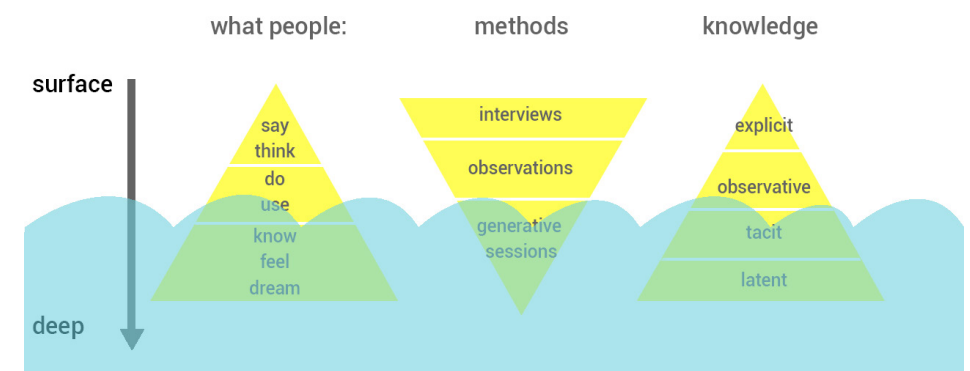 what people:
methods
knowledge
surface
say
think
do
use
know
feel
dream
interviews
observations
generative
sessions
explicit
observative
tacit
latent
deep